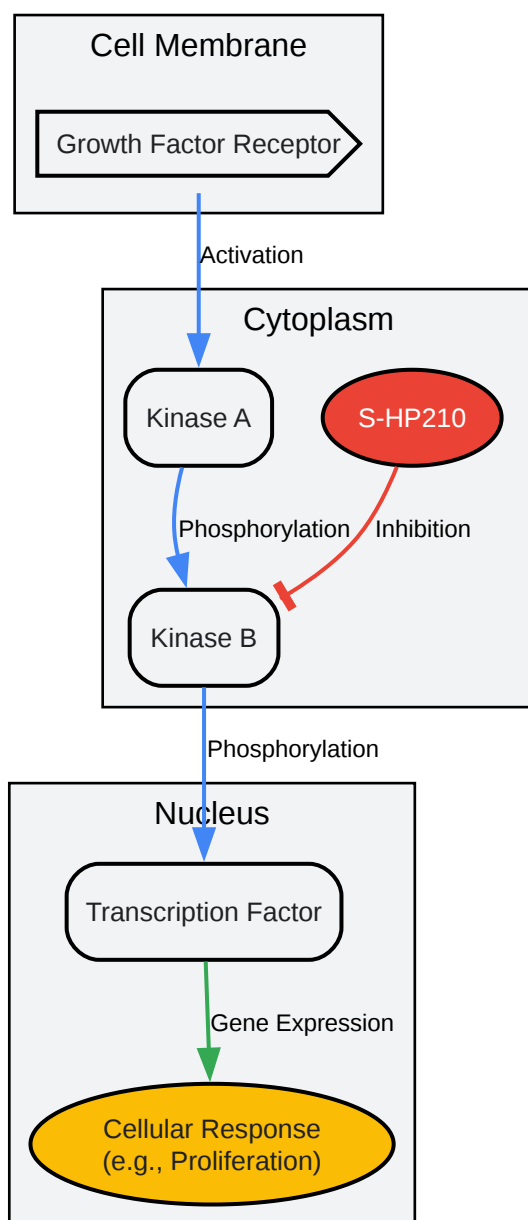 Cell Membrane
Growth Factor Receptor
Activation
Cytoplasm
Kinase A
S-HP210
Phosphorylation
Inhibition
Kinase B
Phosphorylation
Nucleus
Transcription Factor
Gene Expression
Cellular Response
(e.g., Proliferation)